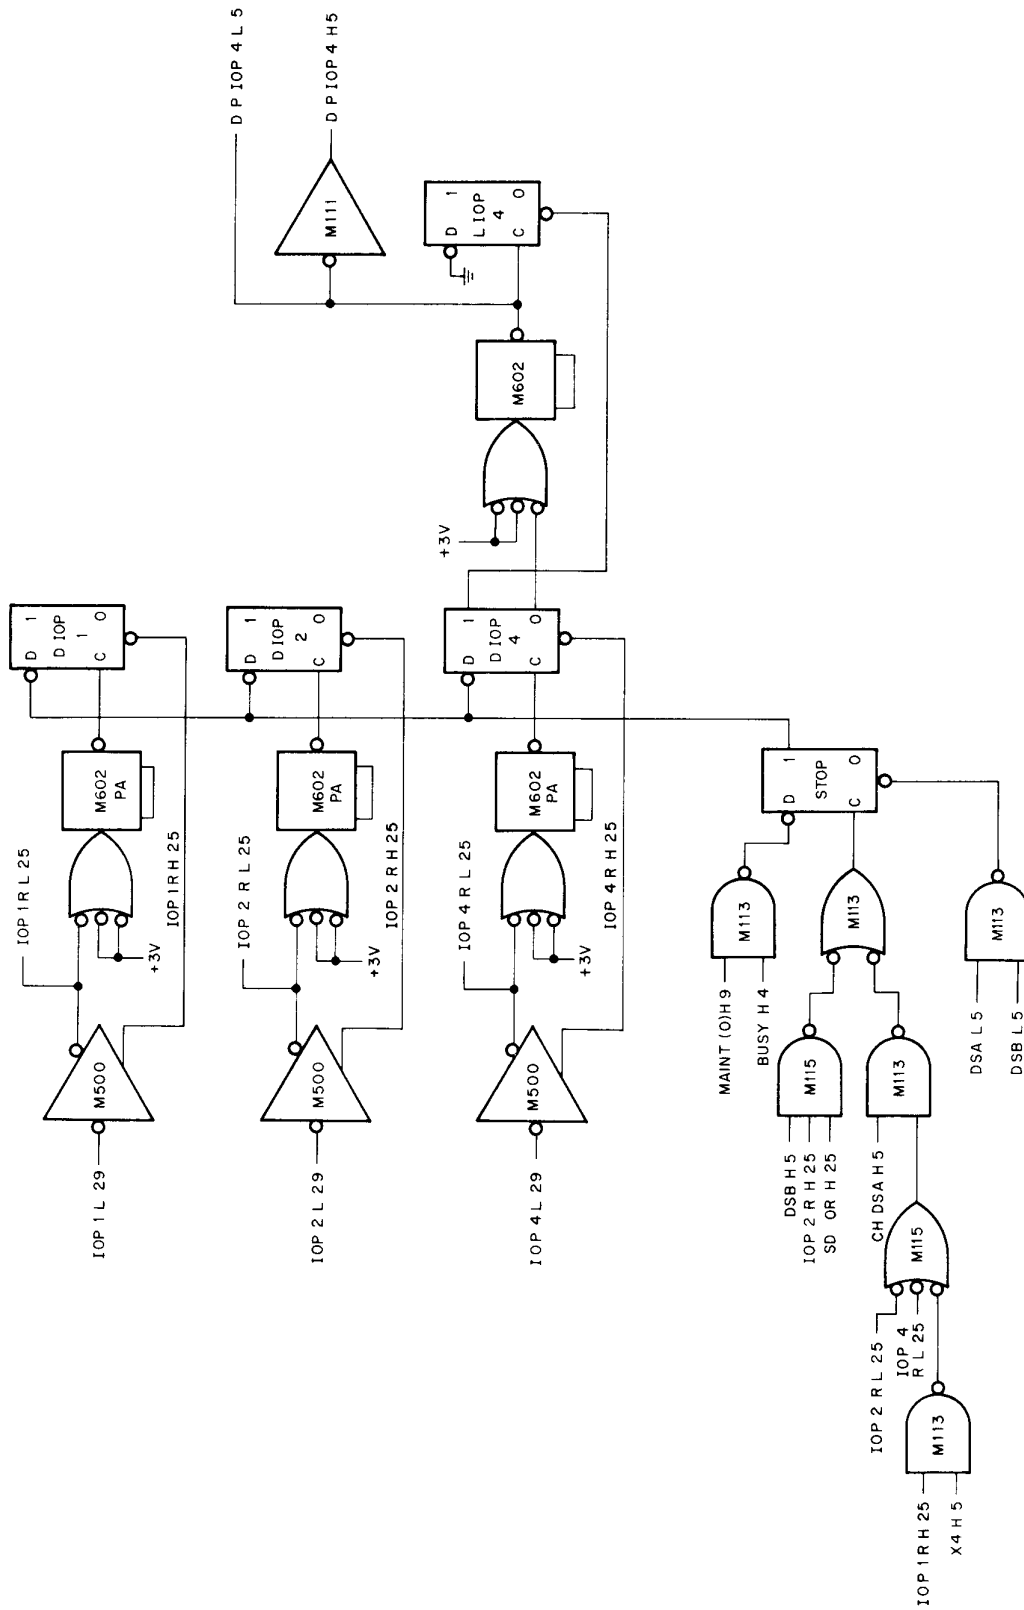 D P IOP 4 L 5
D P IOP 4 H 5
M111
D 1
L IOP
4
C 0
M602
+3V
D 1
D IOP
1
C 0
D 1
D IOP
2
C 0
D 1
D IOP
4
C 0
IOP 1 R L 25
M602
PA
+3V
IOP 1 R H 25
M500
IOP 1 L 29
IOP 2 R L 25
M602
PA
+3V
IOP 2 R H 25
M500
IOP 2 L 29
IOP 4 R L 25
M602
PA
+3V
IOP 4 R H 25
M500
IOP 4 L 29
D 1
STOP
C 0
M113
MAINT (0) H 9
BUSY H 4
M113
M113
DSA L 5
DSB L 5
M115
DSB H 5
IOP 2 R H 25
SD OR H 25
M113
CH DSA H 5
M115
IOP 2 R L 25
IOP 4
R L 25
M113
IOP 1 R H 25
X4 H 5